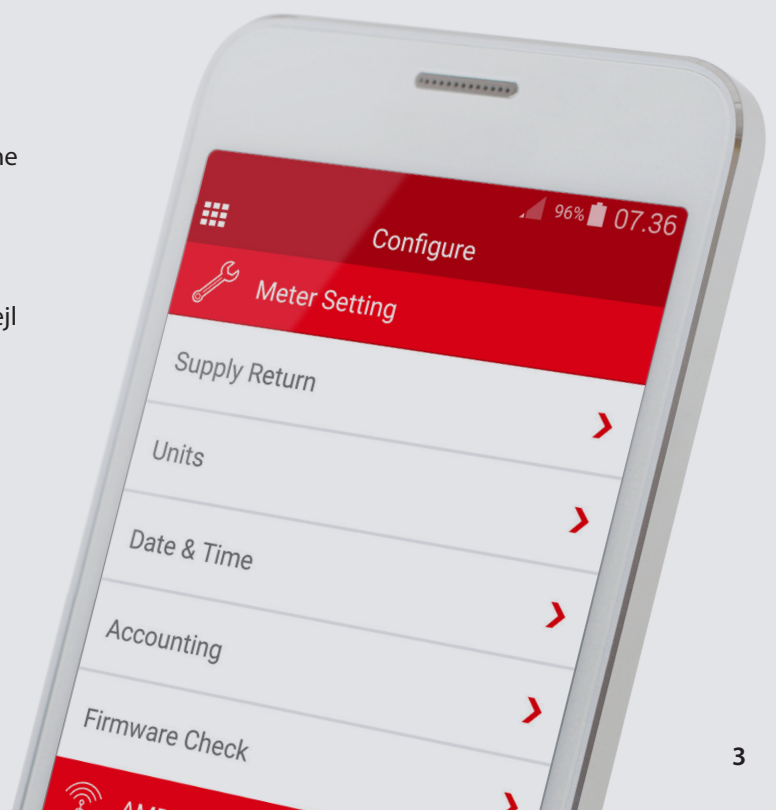 96% 07.36
Configure
Meter Setting
Supply Return
Units
Date & Time
Accounting
Firmware Check
3